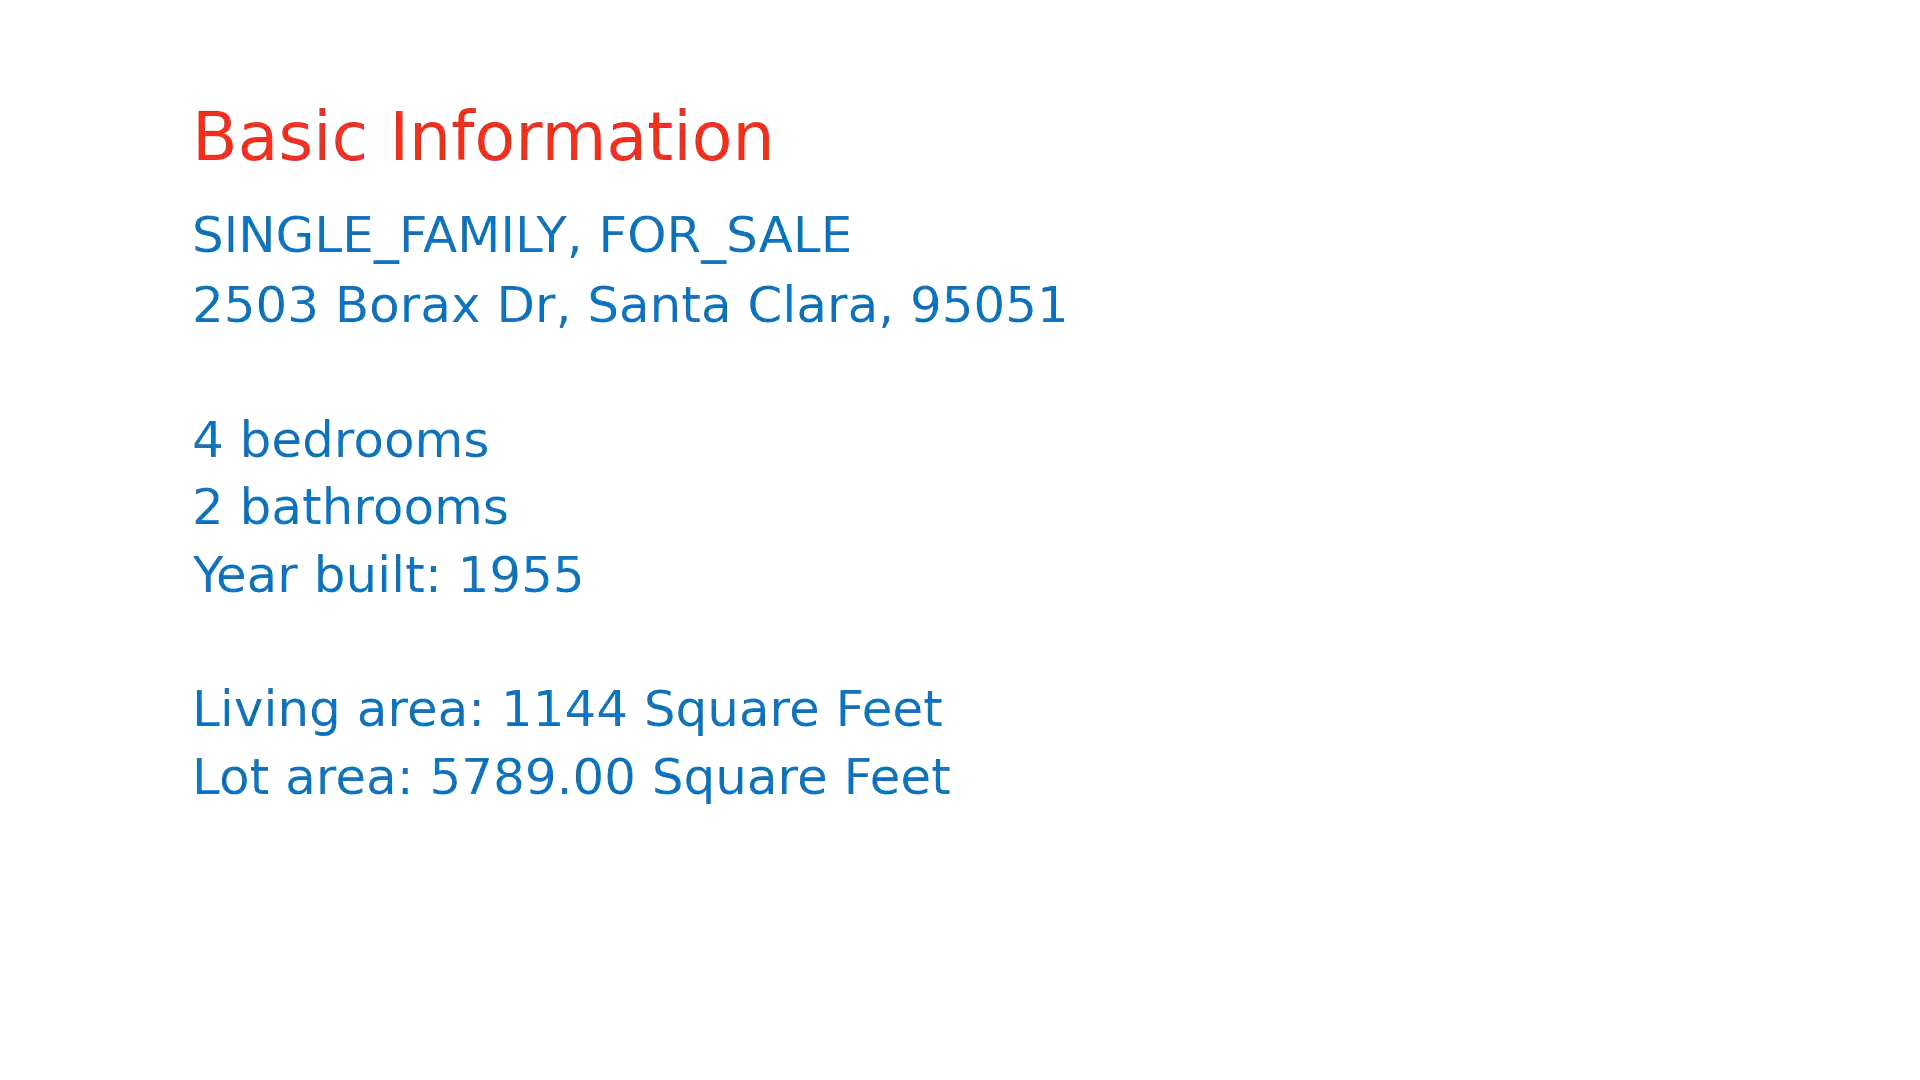 Basic Information
SINGLE_FAMILY, FOR_SALE
2503 Borax Dr, Santa Clara, 95051
4 bedrooms
2 bathrooms
Year built: 1955
Living area: 1144 Square Feet
Lot area: 5789.00 Square Feet